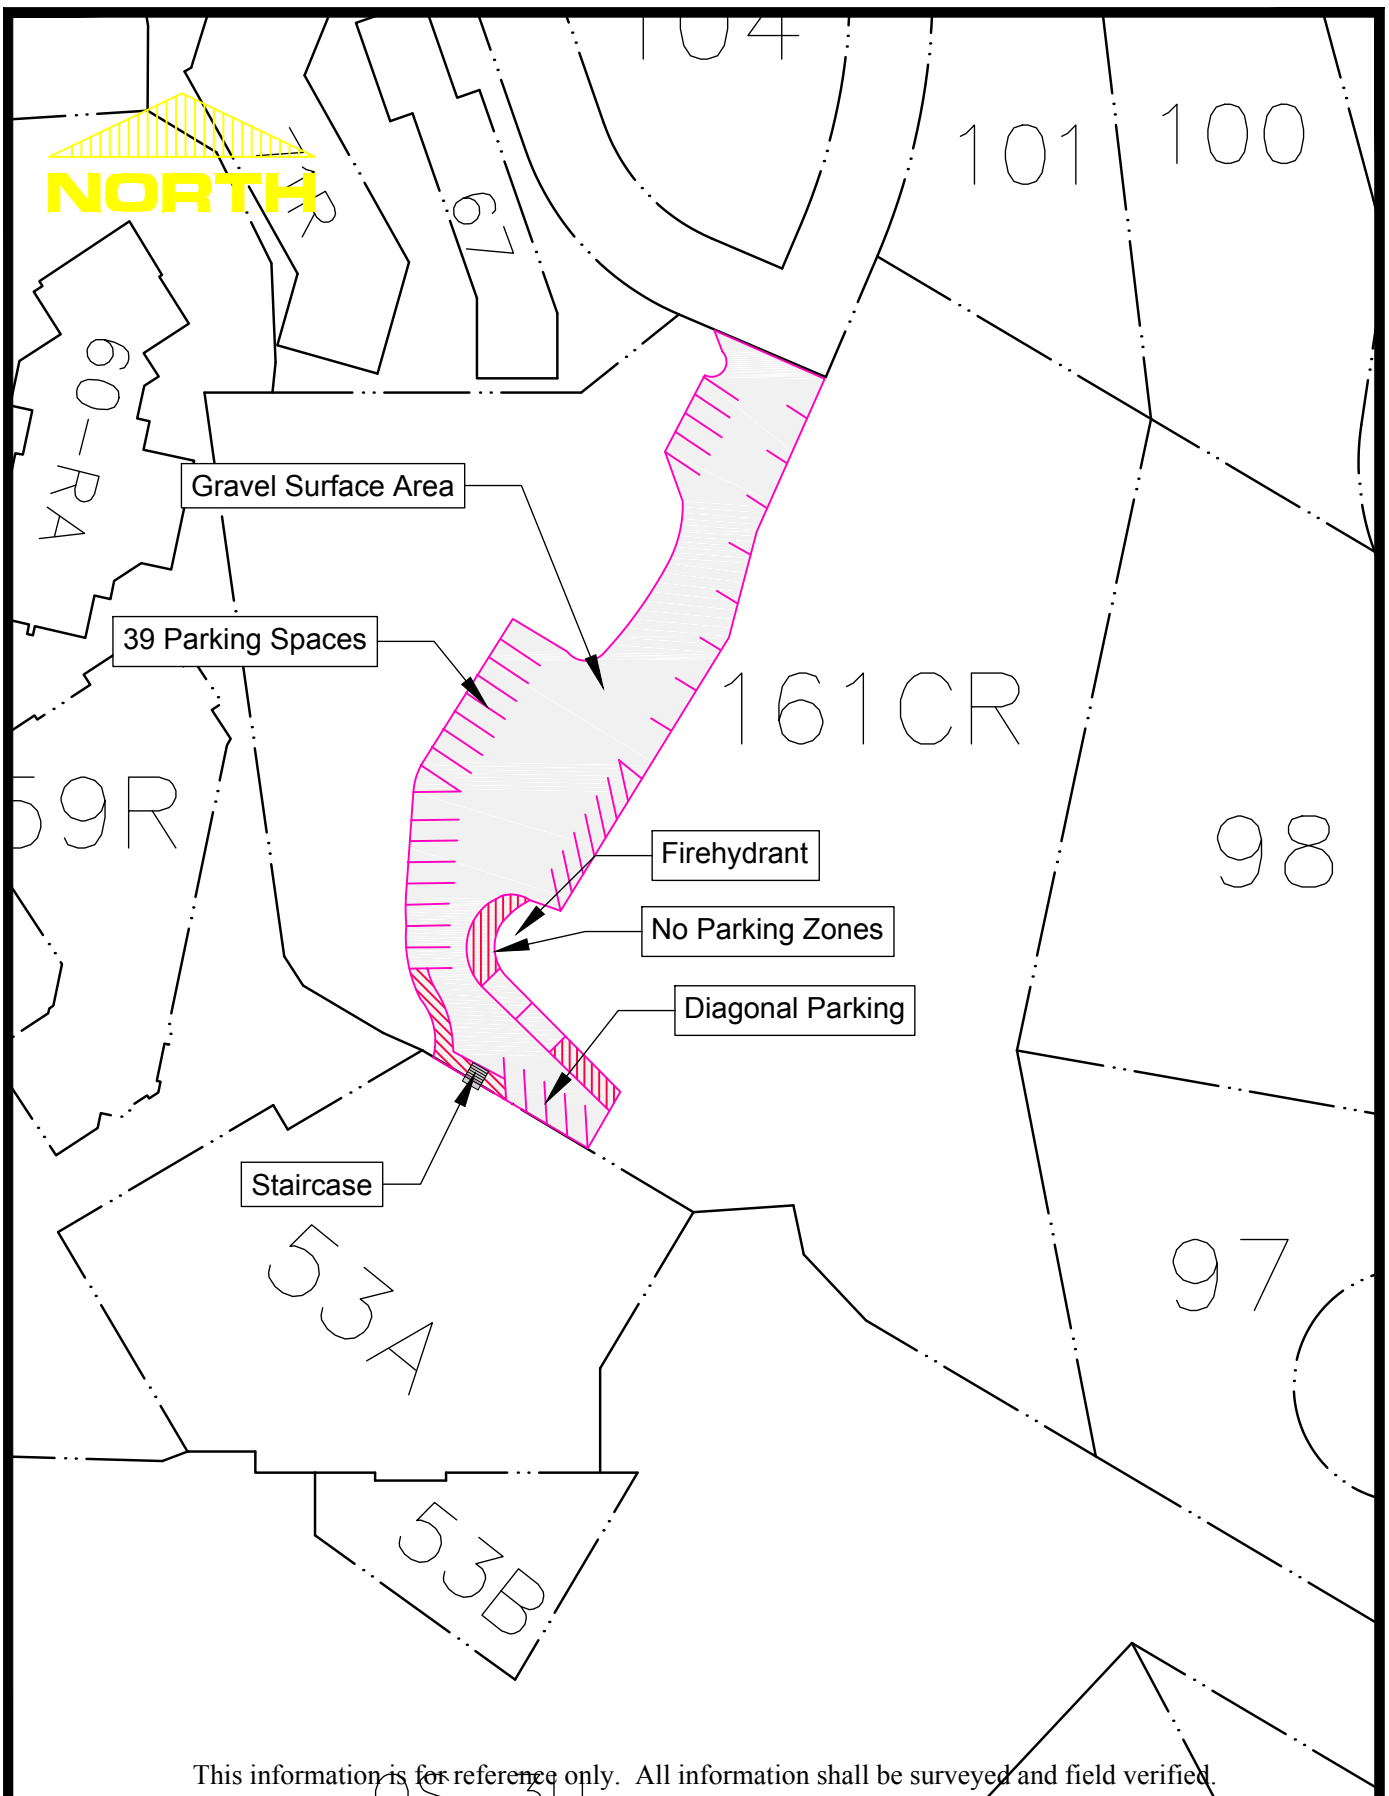 104
101
100
NORTH
67
60-RA
Gravel Surface Area
39 Parking Spaces
161CR
59R
98
Firehydrant
No Parking Zones
Diagonal Parking
Staircase
53A
97
53B
This information is for reference only. All information shall be surveyed and field verified.